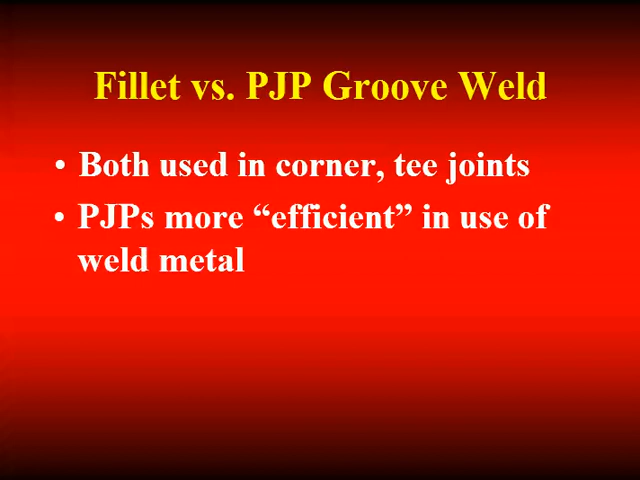 Fillet vs. PJP Groove Weld
• Both used in corner, tee joints
• PJPs more “efficient” in use of
weld metal